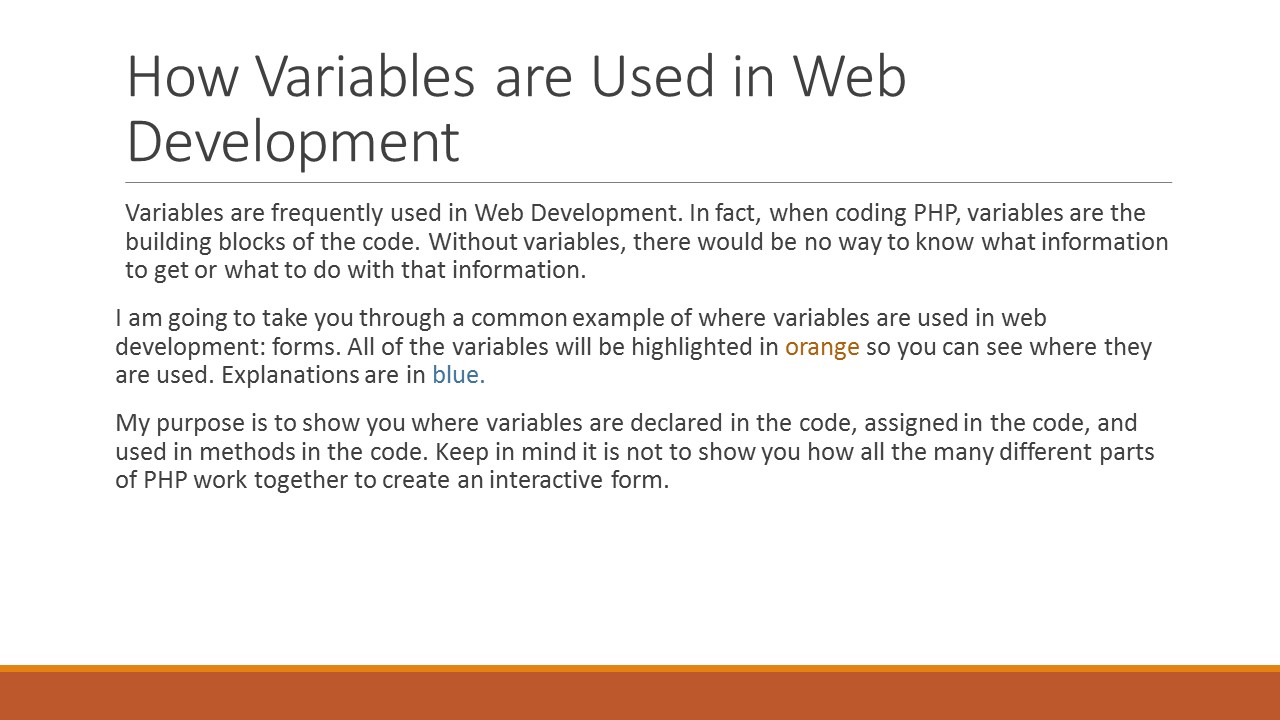 How Variables are Used in Web
Development
Variables are frequently used in Web Development. In fact, when coding PHP, variables are the
building blocks of the code. Without variables, there would be no way to know what information
to get or what to do with that information.
I am going to take you through a common example of where variables are used in web
development: forms. All of the variables will be highlighted in orange so you can see where they
are used. Explanations are in blue.
My purpose is to show you where variables are declared in the code, assigned in the code, and
used in methods in the code. Keep in mind it is not to show you how all the many different parts
of PHP work together to create an interactive form.